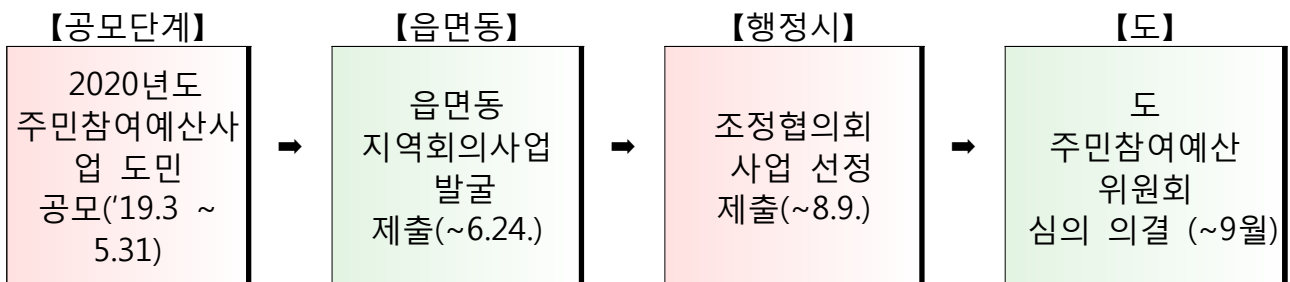 【공모단계】
2020년도
주민참여예산사
업 도민
공모('19.3 ~
5.31)
➡
【읍면동】
읍면동
지역회의사업
발굴
제출(~6.24.)
➡
【행정시】
조정협의회
사업 선정
제출(~8.9.)
➡
【도】
도
주민참여예산
위원회
심의 의결 (~9월)